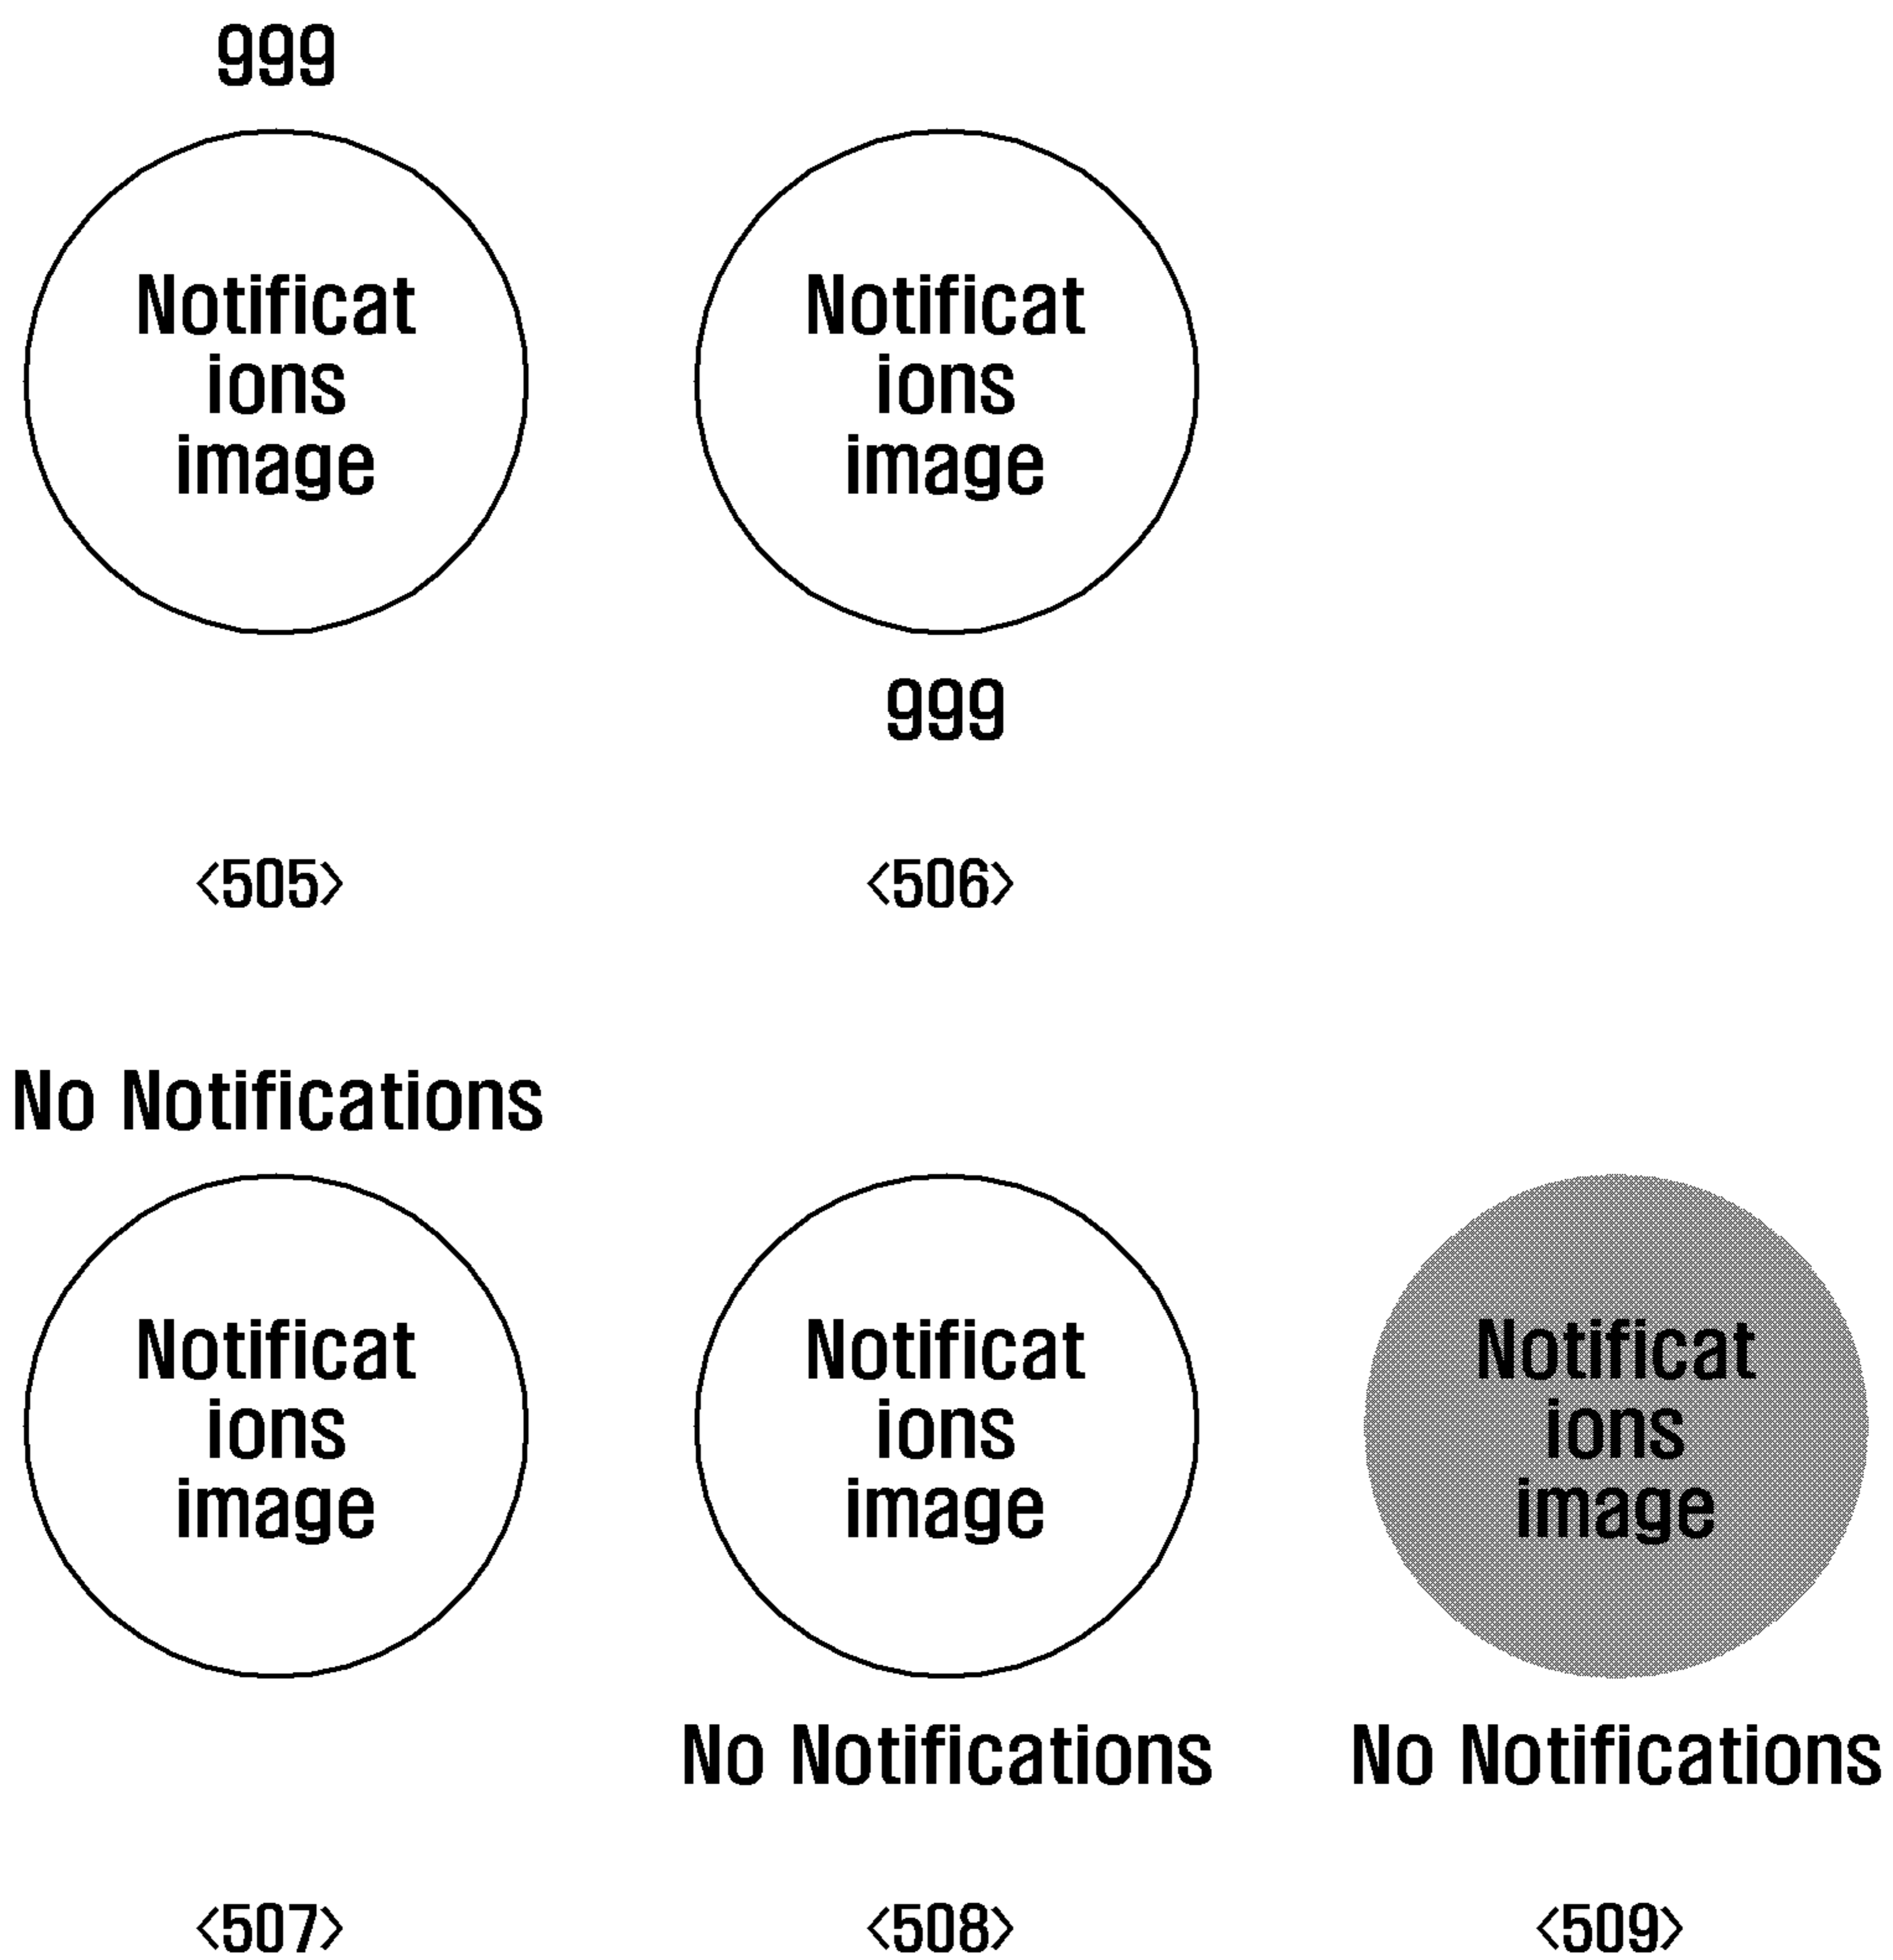 999
Notificat
ions
image
<505>
Notificat
ions
image
999
<506>
No Notifications
Notificat
ions
image
<507>
Notificat
ions
image
No Notifications
<508>
Notificat
ions
image
No Notifications
<509>